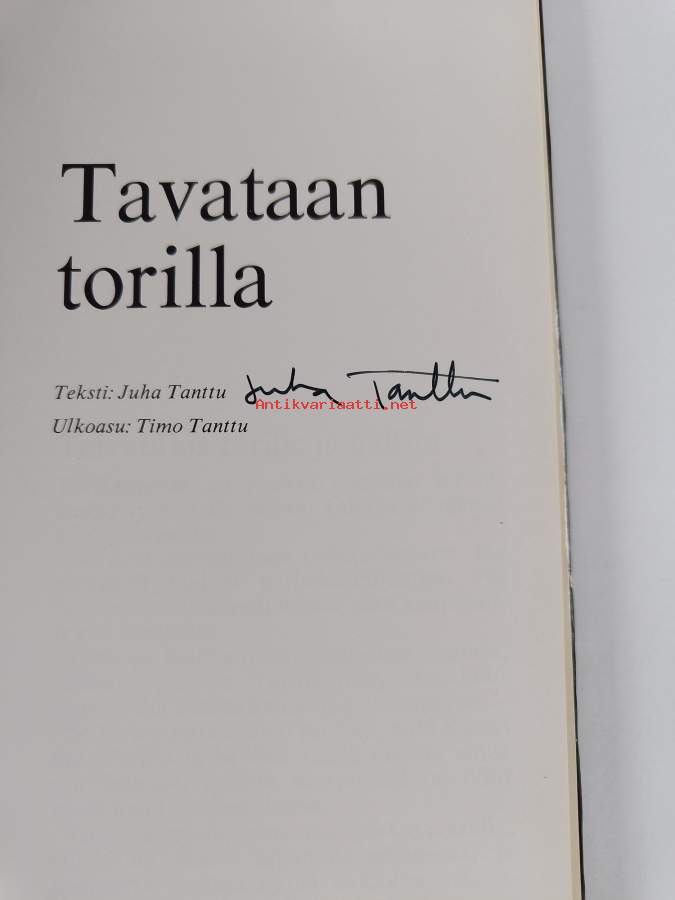 Tavataan
torilla
Teksti: Juha Tanttu Juha Tanttu
Antikvariaatti.net
Ulkoasu: Timo Tanttu